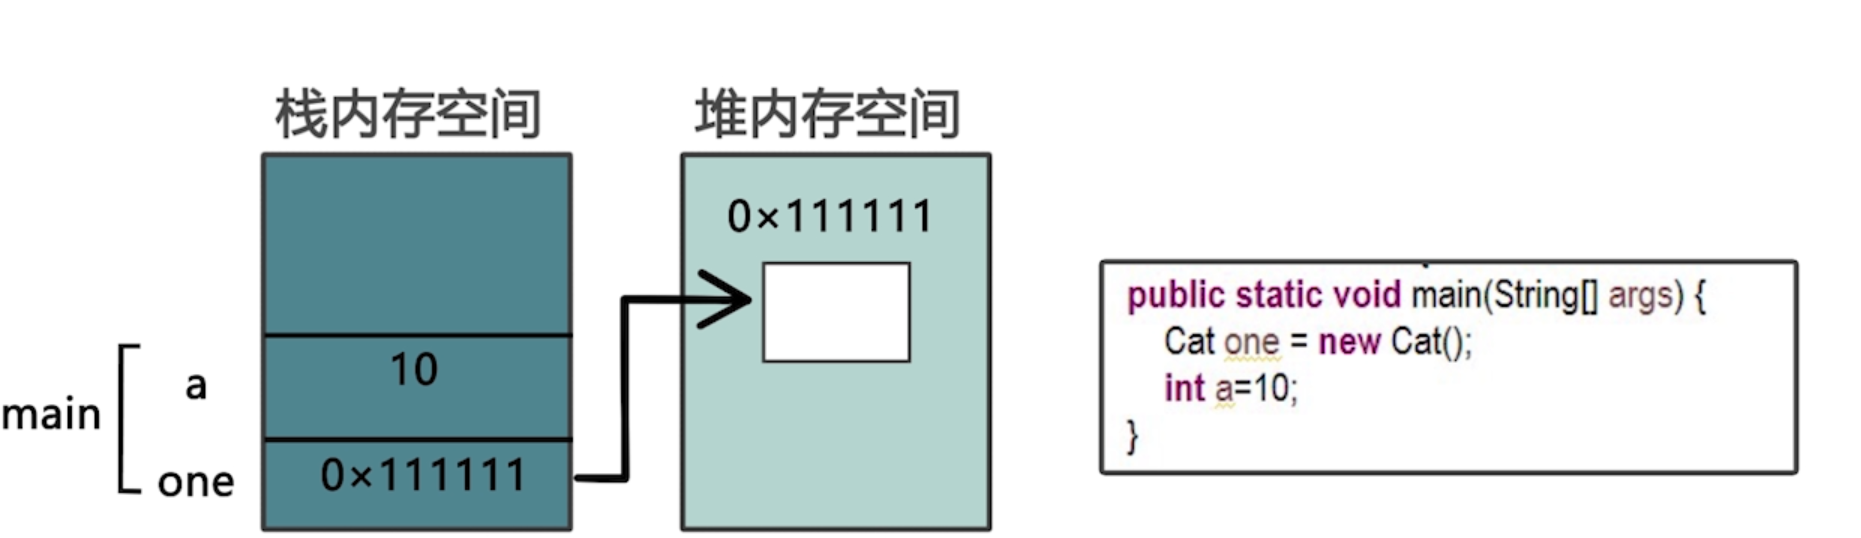 栈内存空间
堆内存空间
0×111111
10
a
main
one
0×111111
public static void main(String[] args) {
Cat one = new Cat();
int a=10;
}